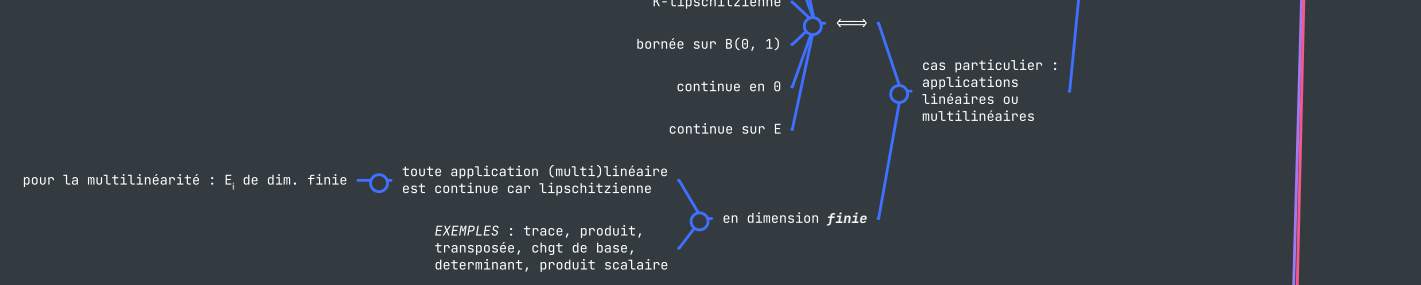 K-lipschitzienne
⟺
bornée sur B(0, 1)
cas particulier :
applications
linéaires ou
multilinéaires
continue en 0
continue sur E
pour la multilinéarité : Eᵢ de dim. finie
toute application (multi)linéaire
est continue car lipschitzienne
en dimension finie
EXEMPLES : trace, produit,
transposée, chgt de base,
determinant, produit scalaire